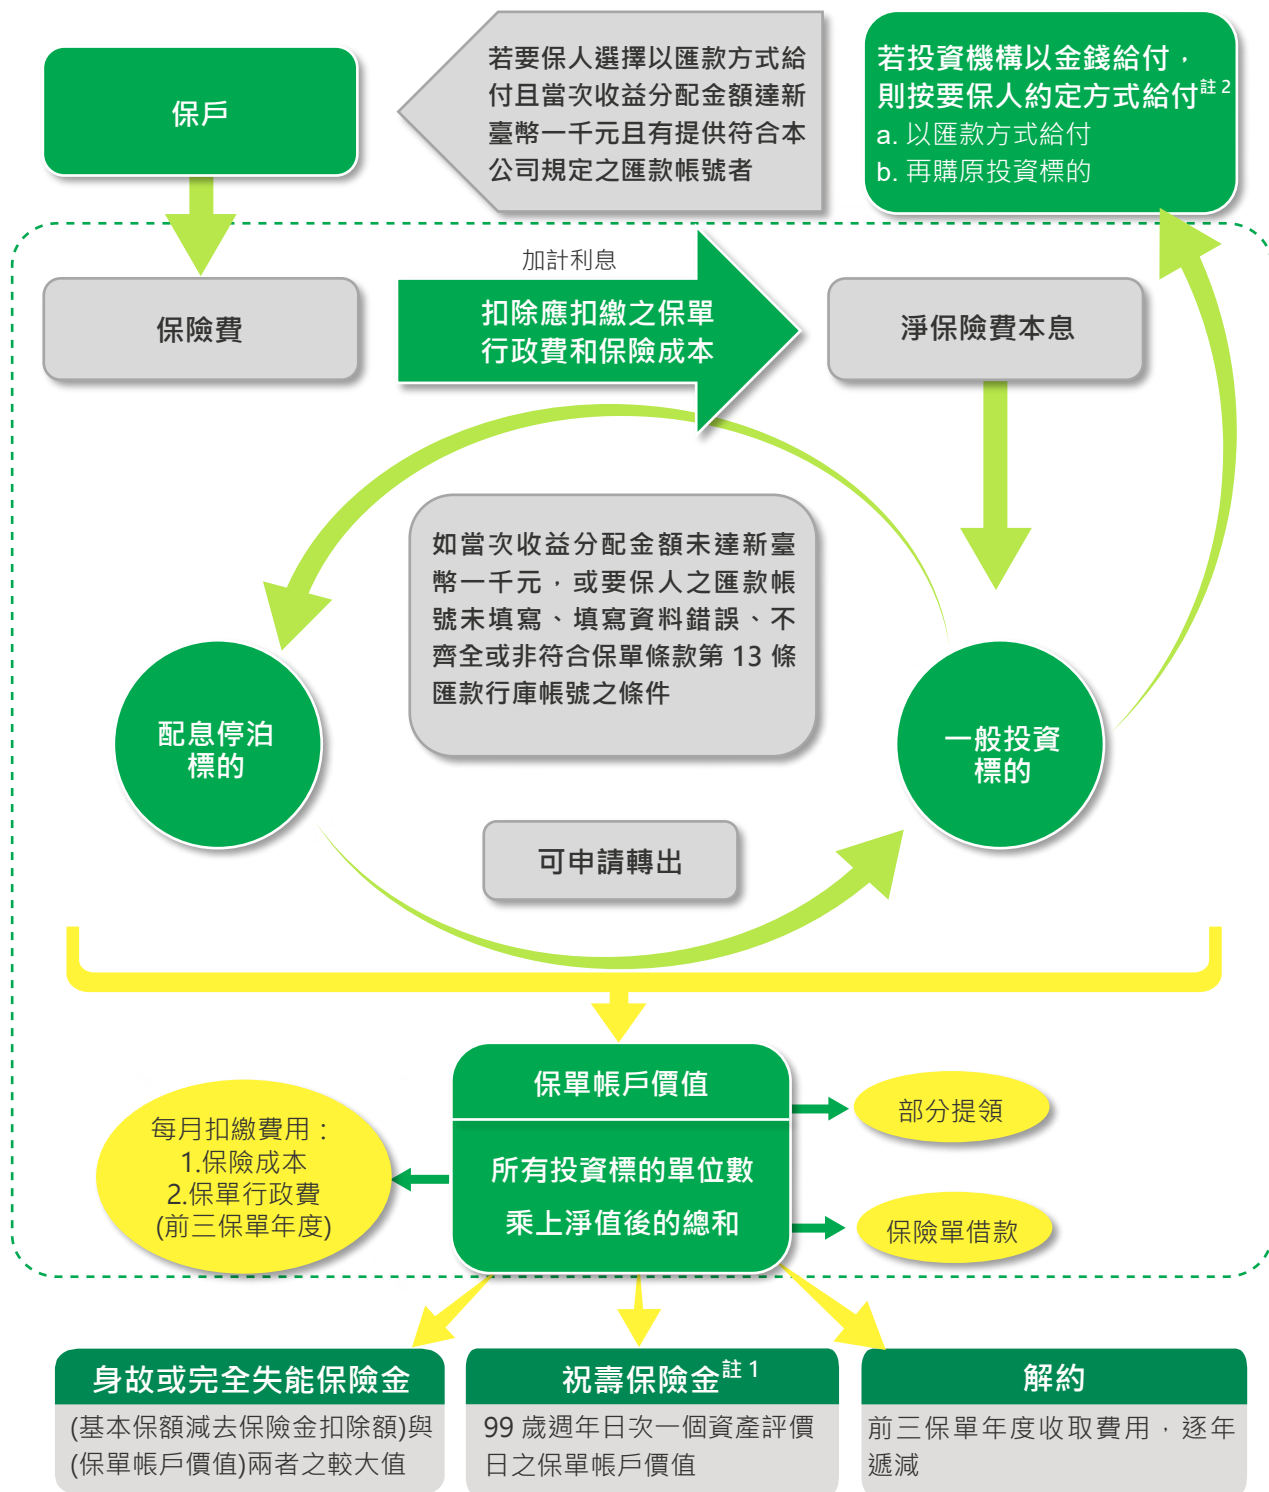 保戶
若要保人選擇以匯款方式給
付且當次收益分配金額達新
臺幣一千元且有提供符合本
公司規定之匯款帳號者
若投資機構以金錢給付，
則按要保人約定方式給付註2
a. 以匯款方式給付
b. 再購原投資標的
保險費
加計利息
扣除應扣繳之保單
行政費和保險成本
淨保險費本息
如當次收益分配金額未達新臺
幣一千元，或要保人之匯款帳
號未填寫、填寫資料錯誤、不
齊全或非符合保單條款第 13 條
匯款行庫帳號之條件
配息停泊
標的
一般投資
標的
可申請轉出
保單帳戶價值
所有投資標的單位數
乘上淨值後的總和
每月扣繳費用：
1.保險成本
2.保單行政費
(前三保單年度)
部分提領
保險單借款
身故或完全失能保險金
(基本保額減去保險金扣除額)與
(保單帳戶價值)兩者之較大值
祝壽保險金註1
99 歲週年日次一個資產評價
日之保單帳戶價值
解約
前三保單年度收取費用，逐年
遞減